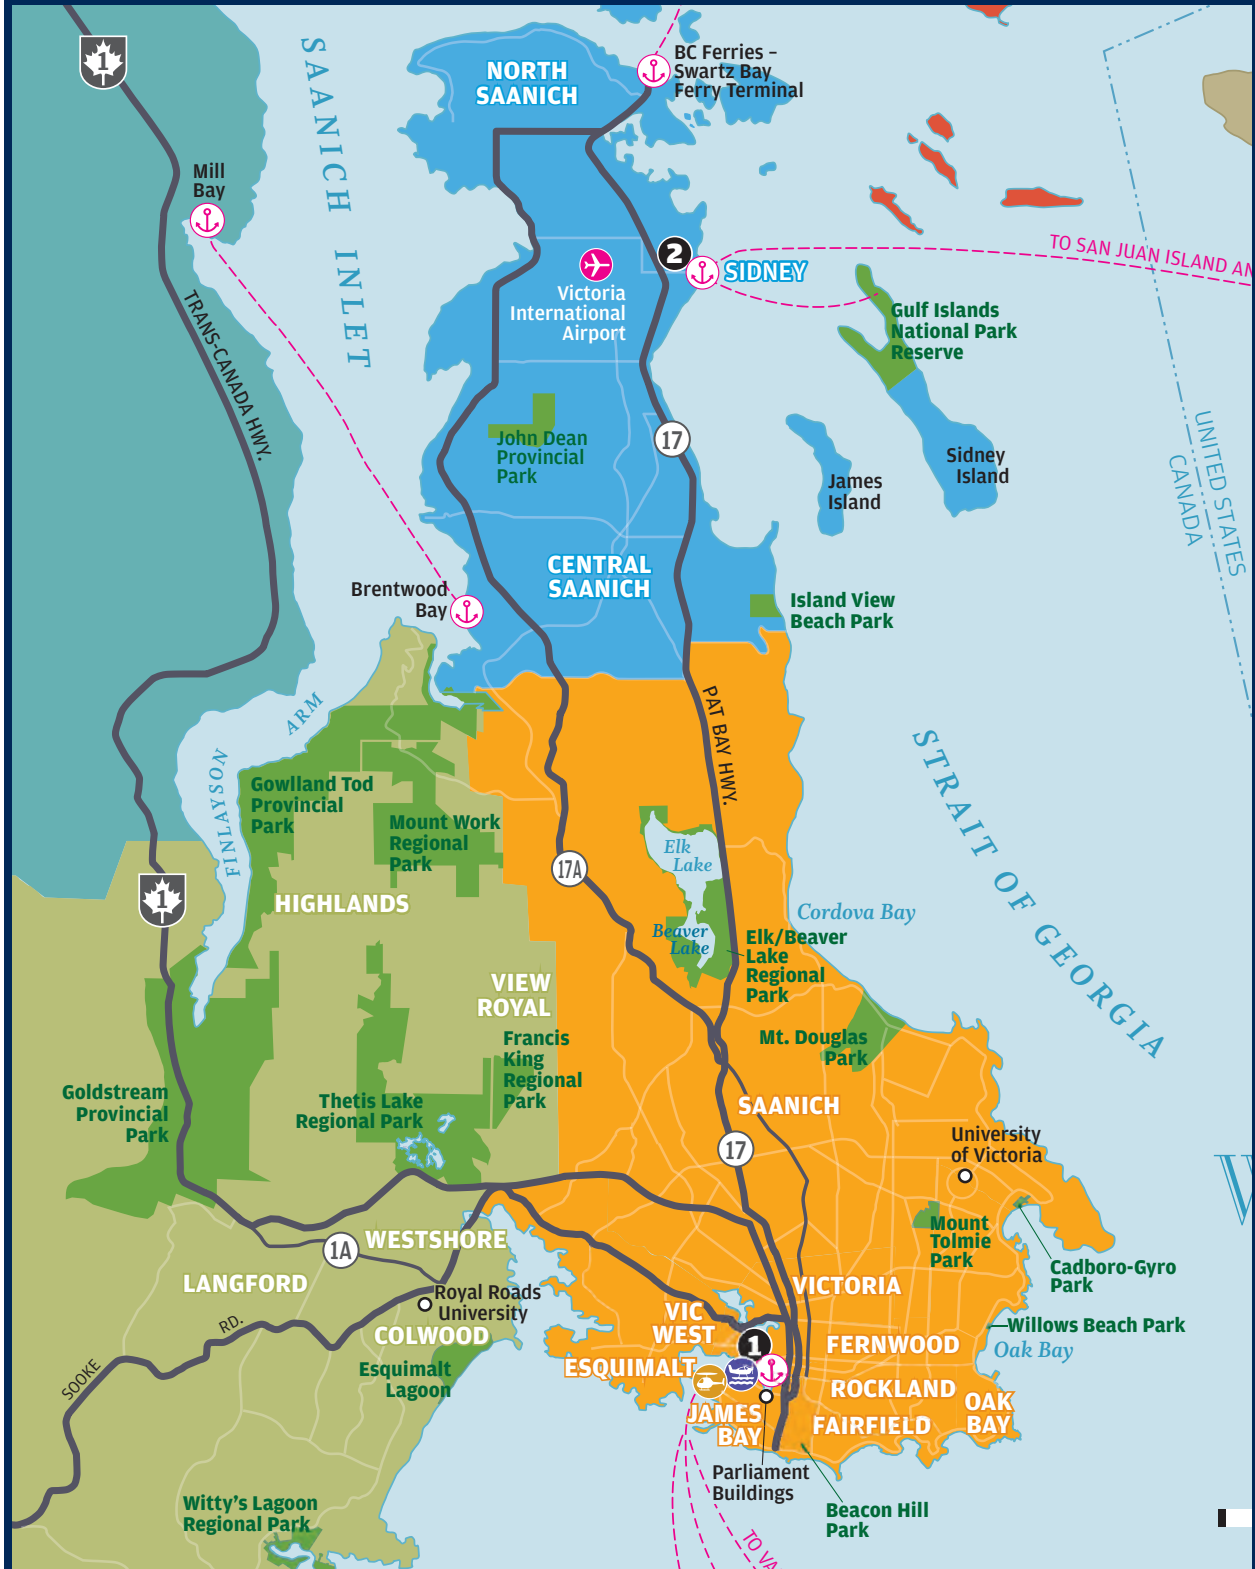 1
SAANICH INLET
NORTH
SAANICH
BC Ferries –
Swartz Bay
Ferry Terminal
Mill
Bay
2
SIDNEY
TO SAN JUAN ISLAND AN
Victoria
International
Airport
Gulf Islands
National Park
Reserve
TRANS-CANADA HWY.
John Dean
Provincial
Park
17
Sidney
Island
James
Island
UNITED STATES
CANADA
CENTRAL
SAANICH
Brentwood
Bay
Island View
Beach Park
FINLAYSON
ARM
PAT BAY HWY.
STRAIT OF GEORGIA
Gowlland Tod
Provincial
Park
Mount Work
Regional
Park
Elk
Lake
17A
1
HIGHLANDS
Cordova Bay
Beaver
Lake
Elk/Beaver
Lake
Regional
Park
VIEW
ROYAL
Francis
King
Regional
Park
Mt. Douglas
Park
Goldstream
Provincial
Park
Thetis Lake
Regional Park
SAANICH
University
of Victoria
17
Mount
Tolmie
Park
Cadboro-Gyro
Park
WESTSHORE
1A
LANGFORD
Royal Roads
University
VICTORIA
VIC
WEST
Willows Beach Park
Oak Bay
COLWOOD
SOOKE
RD.
1
FERNWOOD
ESQUIMALT
Esquimalt
Lagoon
ROCKLAND
OAK
BAY
JAMES
BAY
FAIRFIELD
Parliament
Buildings
Beacon Hill
Park
Witty's Lagoon
Regional Park
TO VA